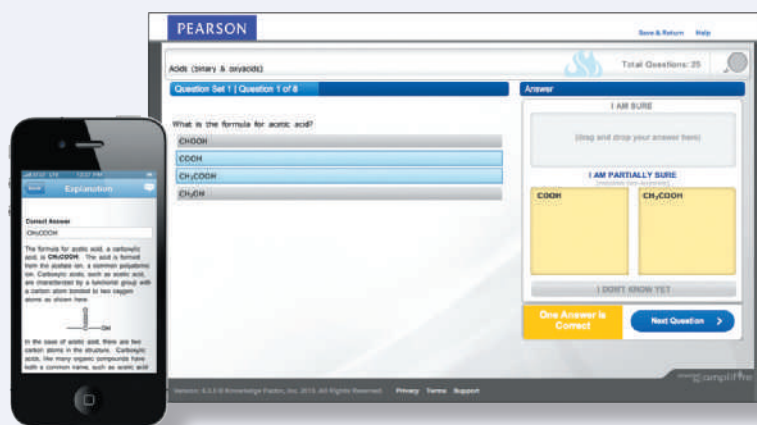 PEARSON
Save & Return Help
Acids (binary & oxyacids)
Total Questions: 25
Question Set 1 | Question 1 of 8
Answer
What is the formula for acetic acid?
CHOOH
COOH
CH₃COOH
CH₃OH
I AM SURE
(drag and drop your answer here)
I AM PARTIALLY SURE
COOH
CH₃COOH
I DON'T KNOW YET
One Answer is
Correct
Next Question
Privacy Terms Support
amplifire
Explanation
Correct Answer
CH₃COOH
The formula for acetic acid, a carboxylic
acid, is CH₃COOH. The acid is formed
from the acetate ion, a common polyatomic
ion. Carboxylic acids, such as acetic acid,
are characterized by a functional group with
a carbon atom bonded to two oxygen
atoms as shown here:
O
C
OH
In the case of acetic acid, there are two
carbon atoms in the structure. Carboxylic
acids, like many organic compounds have
both a common name, such as acetic acid